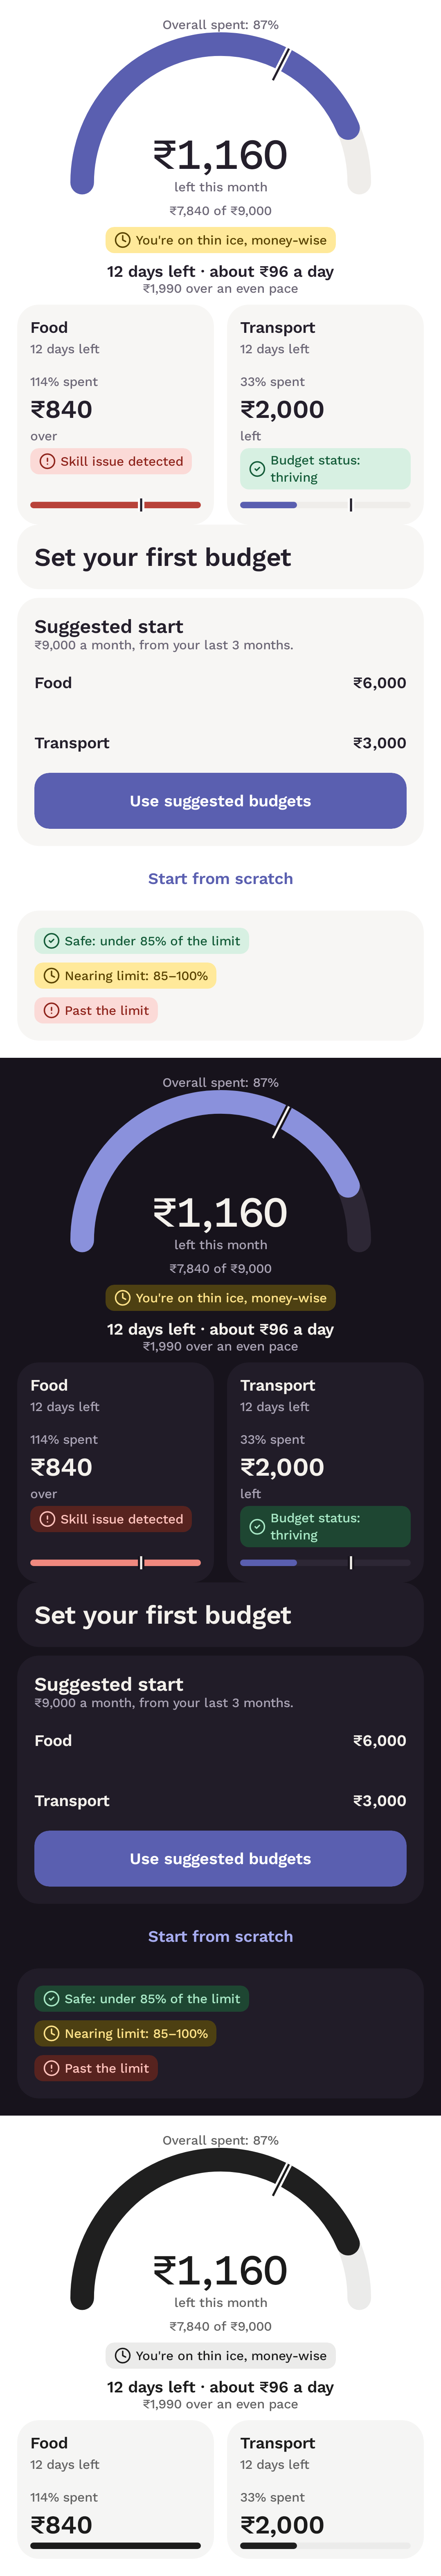 Overall spent: 87%
₹1,160
left this month
₹7,840 of ₹9,000
You're on thin ice, money-wise
12 days left · about ₹96 a day
₹1,990 over an even pace
Food
12 days left
114% spent
₹840
over
Skill issue detected
Transport
12 days left
33% spent
₹2,000
left
Budget status:
thriving
Set your first budget
Suggested start
₹9,000 a month, from your last 3 months.
Food ₹6,000
Transport ₹3,000
Use suggested budgets
Start from scratch
Safe: under 85% of the limit
Nearing limit: 85–100%
Past the limit
Overall spent: 87%
₹1,160
left this month
₹7,840 of ₹9,000
You're on thin ice, money-wise
12 days left · about ₹96 a day
₹1,990 over an even pace
Food
12 days left
114% spent
₹840
over
Skill issue detected
Transport
12 days left
33% spent
₹2,000
left
Budget status:
thriving
Set your first budget
Suggested start
₹9,000 a month, from your last 3 months.
Food ₹6,000
Transport ₹3,000
Use suggested budgets
Start from scratch
Safe: under 85% of the limit
Nearing limit: 85–100%
Past the limit
Overall spent: 87%
₹1,160
left this month
₹7,840 of ₹9,000
You're on thin ice, money-wise
12 days left · about ₹96 a day
₹1,990 over an even pace
Food
12 days left
114% spent
₹840
Transport
12 days left
33% spent
₹2,000